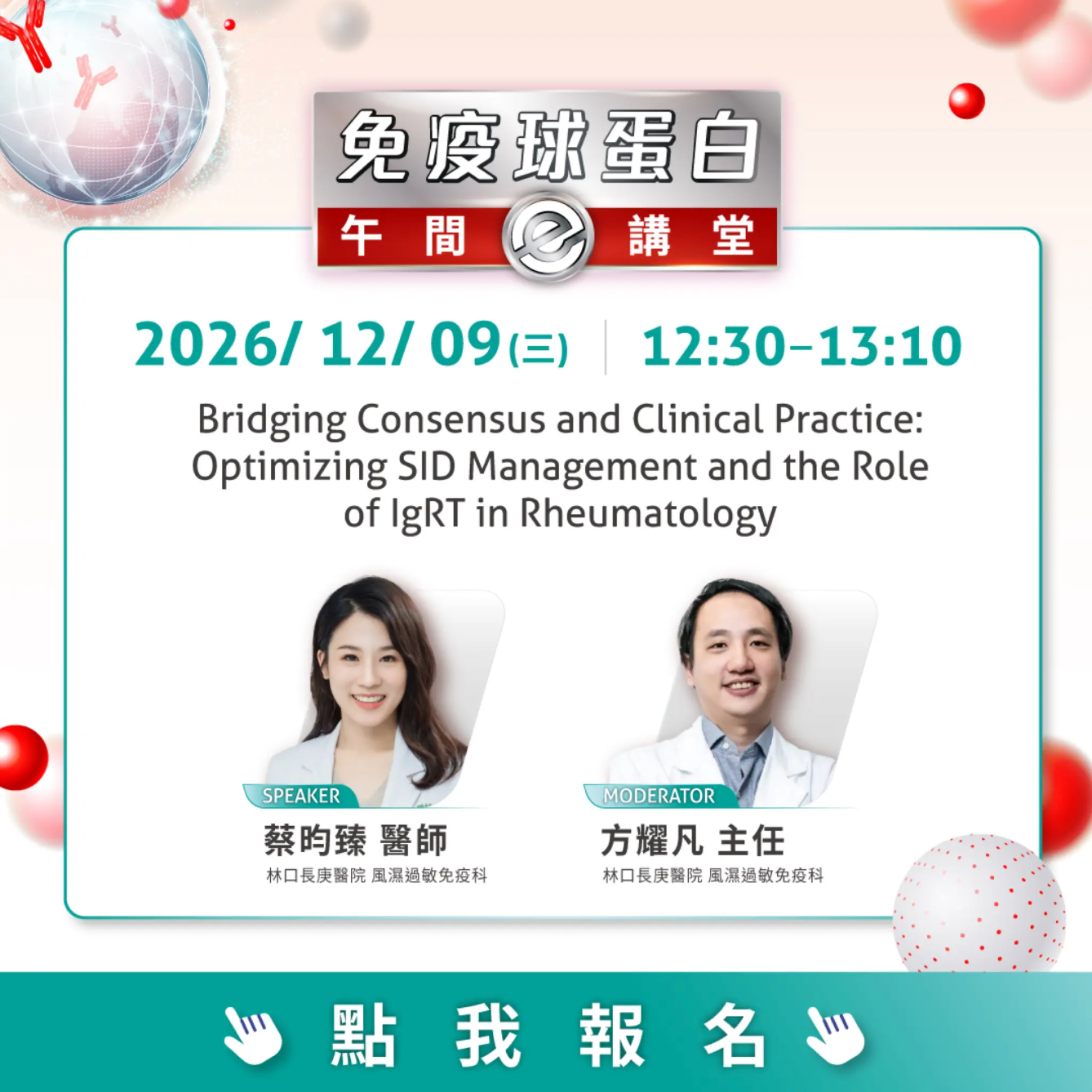 免疫球蛋白
午間 e 講堂
2026/ 12/ 09(三) 12:30-13:10
Bridging Consensus and Clinical Practice:
Optimizing SID Management and the Role
of IgRT in Rheumatology
SPEAKER
蔡昀臻 醫師
林口長庚醫院 風濕過敏免疫科
MODERATOR
方耀凡 主任
林口長庚醫院 風濕過敏免疫科
點我報名